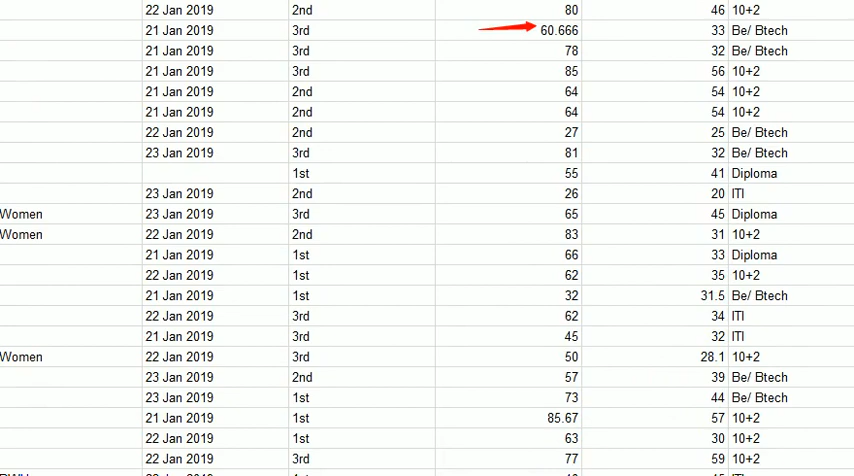 22 Jan 2019 2nd 80 46 10+2
21 Jan 2019 3rd 60.666 33 Be/ Btech
21 Jan 2019 3rd 78 32 Be/ Btech
21 Jan 2019 3rd 85 56 10+2
21 Jan 2019 2nd 64 54 10+2
21 Jan 2019 2nd 64 54 10+2
22 Jan 2019 2nd 27 25 Be/ Btech
23 Jan 2019 3rd 81 32 Be/ Btech
1st 55 41 Diploma
23 Jan 2019 2nd 26 20 ITI
Women 23 Jan 2019 3rd 65 45 Diploma
Women 22 Jan 2019 2nd 83 31 10+2
21 Jan 2019 1st 66 33 Diploma
22 Jan 2019 1st 62 35 10+2
21 Jan 2019 1st 32 31.5 Be/ Btech
22 Jan 2019 3rd 62 34 ITI
21 Jan 2019 3rd 45 32 ITI
Women 22 Jan 2019 3rd 50 28.1 10+2
23 Jan 2019 2nd 57 39 Be/ Btech
23 Jan 2019 1st 73 44 Be/ Btech
21 Jan 2019 1st 85.67 57 10+2
22 Jan 2019 1st 63 30 10+2
22 Jan 2019 3rd 77 59 10+2